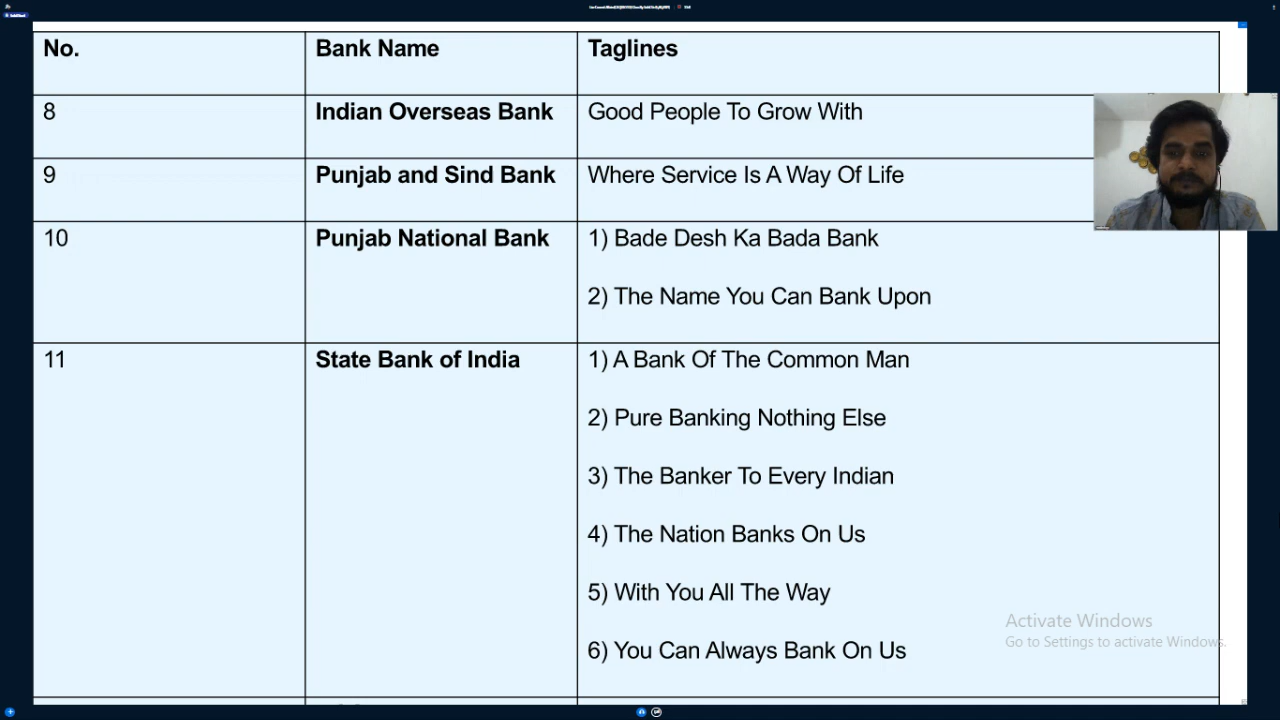 No. Bank Name Taglines
8 Indian Overseas Bank Good People To Grow With
9 Punjab and Sind Bank Where Service Is A Way Of Life
10 Punjab National Bank 1) Bade Desh Ka Bada Bank
2) The Name You Can Bank Upon
11 State Bank of India 1) A Bank Of The Common Man
2) Pure Banking Nothing Else
3) The Banker To Every Indian
4) The Nation Banks On Us
5) With You All The Way
6) You Can Always Bank On Us
Activate Windows
Go to Settings to activate Windows.